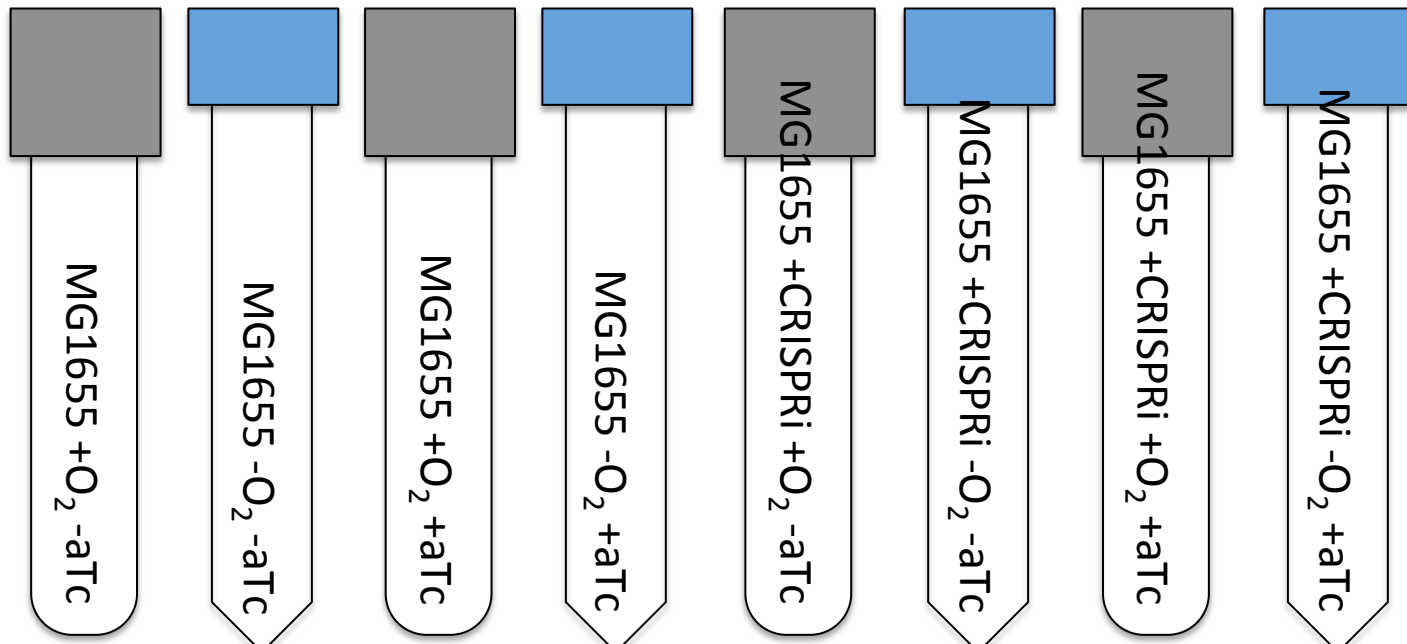 MG1655 +O₂ -aTc
MG1655 -O₂ -aTc
MG1655 +O₂ +aTc
MG1655 -O₂ +aTc
MG1655 +CRISPRi +O₂ -aTc
MG1655 +CRISPRi -O₂ -aTc
MG1655 +CRISPRi +O₂ +aTc
MG1655 +CRISPRi -O₂ +aTc